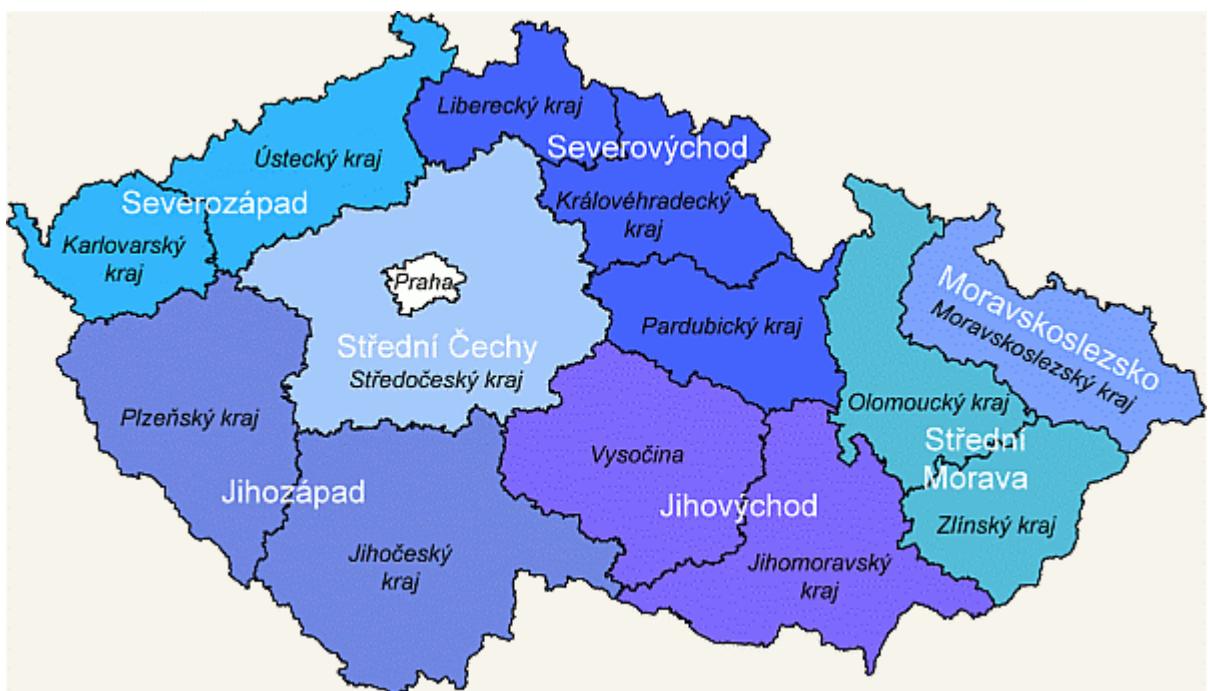 Liberecký kraj
Severovýchod
Ústecký kraj
Severozápad
Královéhradecký
kraj
Karlovarský
kraj
Praha
Moravskoslezsko
Moravskoslezský kraj
Pardubický kraj
Střední Čechy
Středočeský kraj
Plzeňský kraj
Olomoucký kraj
Střední
Morava
Vysočina
Jihozápad
Jihovýchod
Zlínský kraj
Jihočeský
kraj
Jihomoravský
kraj